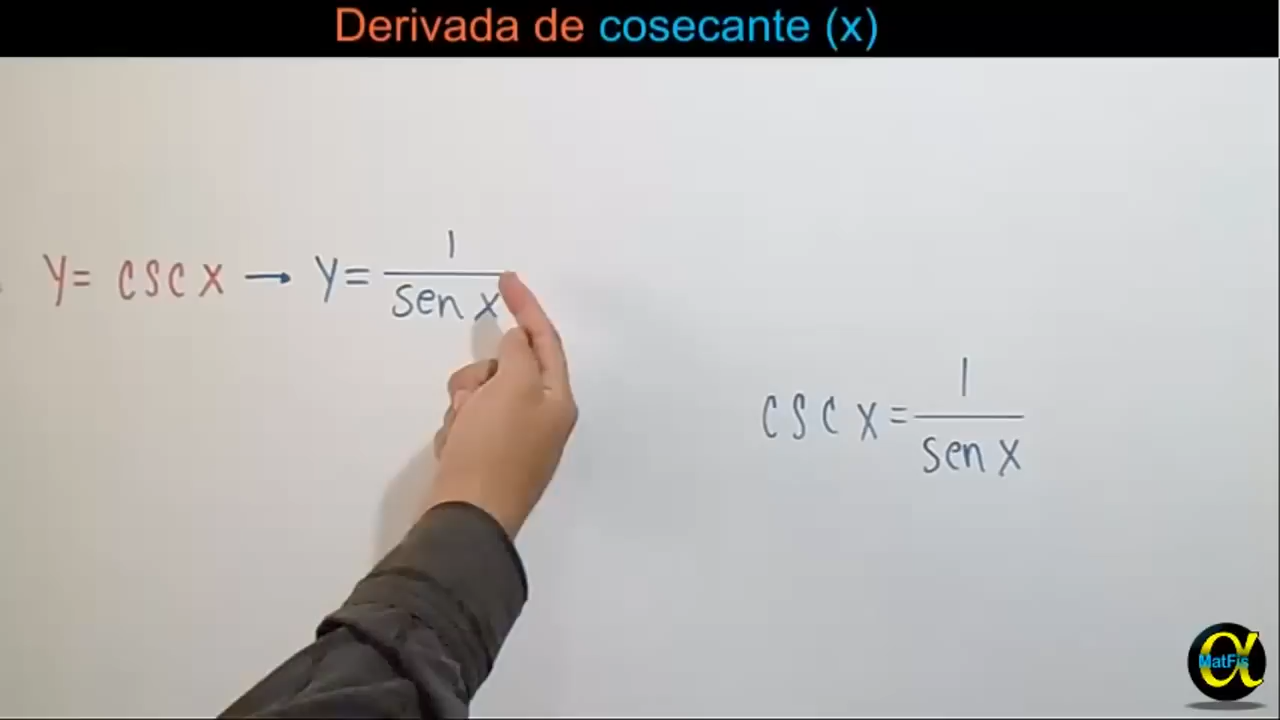 Derivada de cosecante (x)
y = csc x → y = 1 / sen x
csc x = 1 / sen x
MatFis